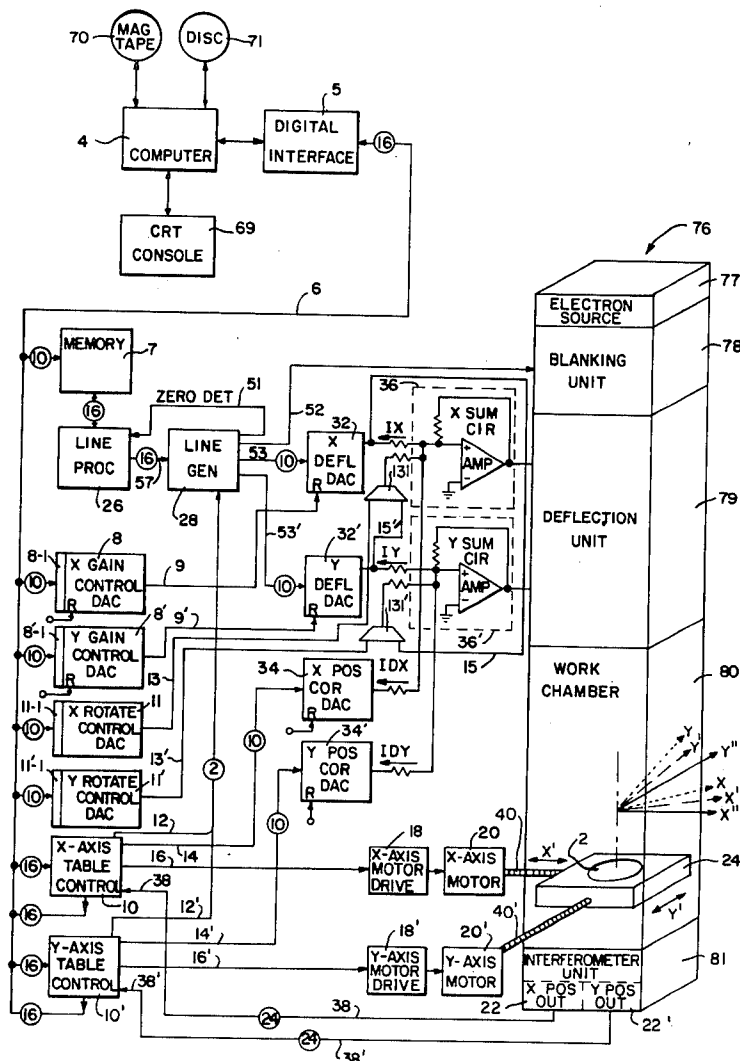 70
MAG
TAPE
DISC
71
5
4
COMPUTER
DIGITAL
INTERFACE
16
CRT
CONSOLE
69
76
77
6
ELECTRON
SOURCE
78
10
MEMORY
7
BLANKING
UNIT
ZERO DET
51
52
36
16
LINE
PROC
26
16
57
LINE
GEN
28
53
10
32
X
DEFL
DAC
R
IX
131
X SUM
CIR
+
-
AMP
79
DEFLECTION
UNIT
53'
15'
8
8-1
10
X GAIN
CONTROL
DAC
R
9
10
32'
Y
DEFL
DAC
R
IY
131'
Y SUM
CIR
+
-
AMP
36'
8'
8'-1
10
Y GAIN
CONTROL
DAC
R
9'
15
WORK
CHAMBER
80
13
34
X POS
COR
DAC
R
IDX
11
11-1
10
X ROTATE
CONTROL
DAC
13'
10
2
34'
Y POS
COR
DAC
R
IDY
Y
Y'
Y"
X
X'
X"
11'
11'-1
10
Y ROTATE
CONTROL
DAC
12
14
10
16
X-AXIS
TABLE
CONTROL
10
16
38
18
X-AXIS
MOTOR
DRIVE
20
X-AXIS
MOTOR
40
X'
2
24
16
12'
14'
16
Y-AXIS
TABLE
CONTROL
10'
16'
38'
18'
Y-AXIS
MOTOR
DRIVE
20'
Y-AXIS
MOTOR
40'
Y'
INTERFEROMETER
UNIT
81
X POS
OUT
Y POS
OUT
22
22'
16
24
38
24
38'